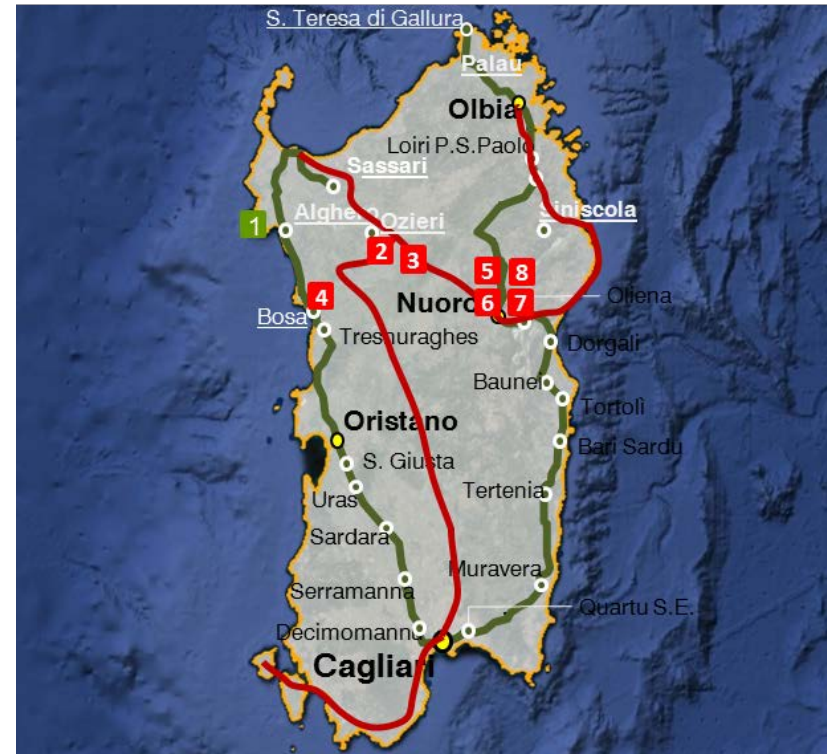 S. Teresa di Gallura
Palau
Olbia
Loiri P.S.Paolo
Sassari
1
Alghero
Ozieri
Siniscola
2
3
5
8
4
6
7
Nuoro
Oliena
Bosa
Tresnuraghes
Dorgali
Baunei
Tortolì
Oristano
Bari Sardu
S. Giusta
Uras
Tertenia
Sardara
Muravera
Serramanna
Quartu S.E.
Decimomannu
Cagliari